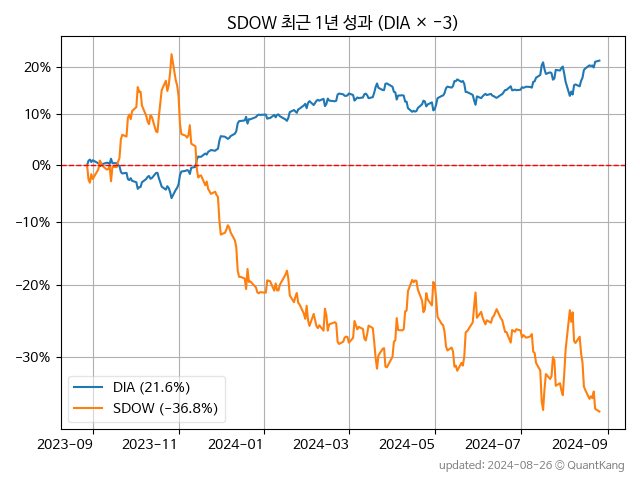 SDOW 최근 1년 성과 (DIA × −3)
20%
10%
0%
−10%
−20%
−30%
DIA (21.6%)
SDOW (−36.8%)
2023-09 2023-11 2024-01 2024-03 2024-05 2024-07 2024-09
updated: 2024-08-26 © QuantKang